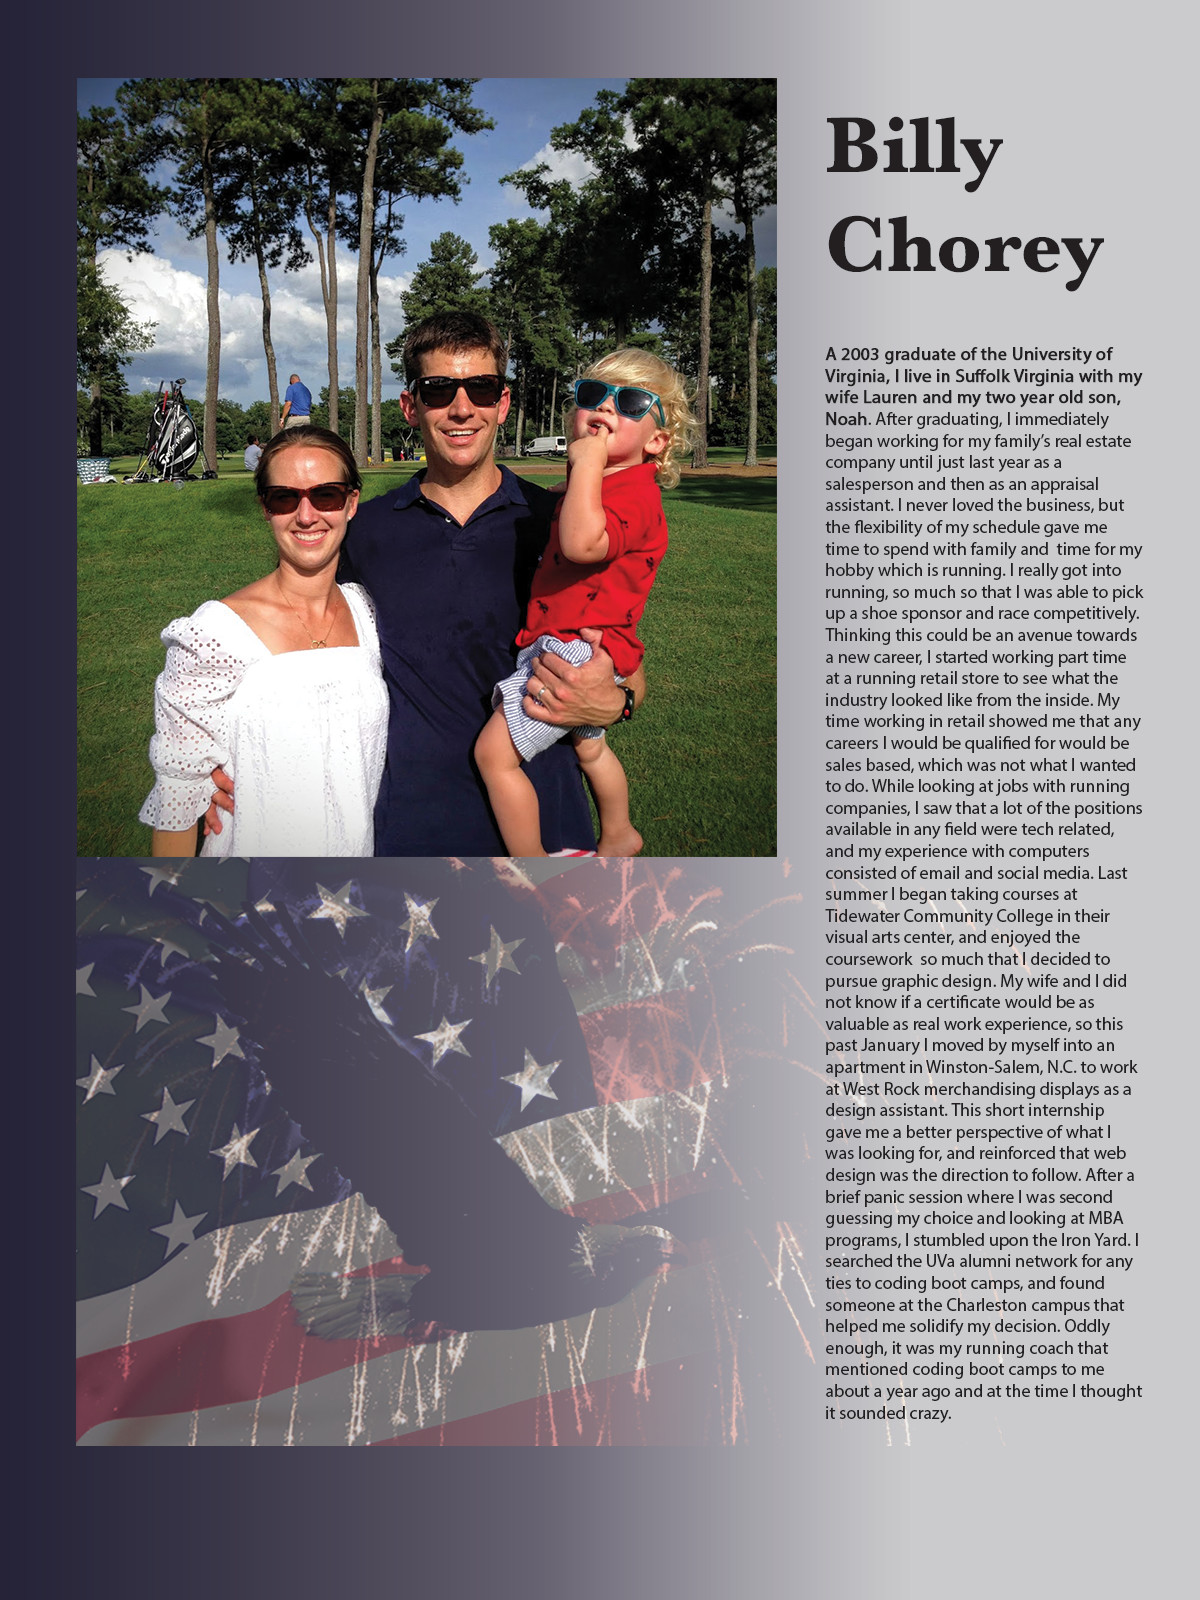 Billy
Chorey
A 2003 graduate of the University of
Virginia, I live in Suffolk Virginia with my
wife Lauren and my two year old son,
Noah. After graduating, I immediately
began working for my family's real estate
company until just last year as a
salesperson and then as an appraisal
assistant. I never loved the business, but
the flexibility of my schedule gave me
time to spend with family and  time for my
hobby which is running. I really got into
running, so much so that I was able to pick
up a shoe sponsor and race competitively.
Thinking this could be an avenue towards
a new career, I started working part time
at a running retail store to see what the
industry looked like from the inside. My
time working in retail showed me that any
careers I would be qualified for would be
sales based, which was not what I wanted
to do. While looking at jobs with running
companies, I saw that a lot of the positions
available in any field were tech related,
and my experience with computers
consisted of email and social media. Last
summer I began taking courses at
Tidewater Community College in their
visual arts center, and enjoyed the
coursework  so much that I decided to
pursue graphic design. My wife and I did
not know if a certificate would be as
valuable as real work experience, so this
past January I moved by myself into an
apartment in Winston-Salem, N.C. to work
at West Rock merchandising displays as a
design assistant. This short internship
gave me a better perspective of what I
was looking for, and reinforced that web
design was the direction to follow. After a
brief panic session where I was second
guessing my choice and looking at MBA
programs, I stumbled upon the Iron Yard. I
searched the UVa alumni network for any
ties to coding boot camps, and found
someone at the Charleston campus that
helped me solidify my decision. Oddly
enough, it was my running coach that
mentioned coding boot camps to me
about a year ago and at the time I thought
it sounded crazy.